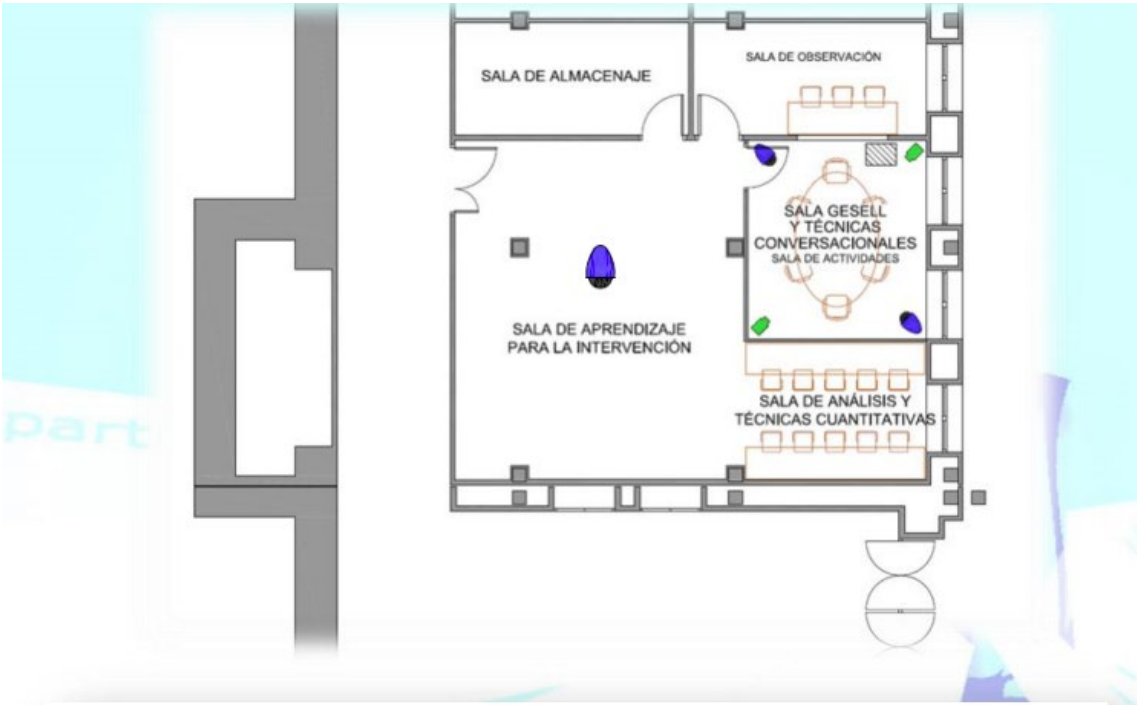 SALA DE ALMACENAJE
SALA DE OBSERVACIÓN
SALA GESELL
Y TÉCNICAS
CONVERSACIONALES
SALA DE ACTIVIDADES
SALA DE APRENDIZAJE
PARA LA INTERVENCIÓN
SALA DE ANÁLISIS Y
TÉCNICAS CUANTITATIVAS
part